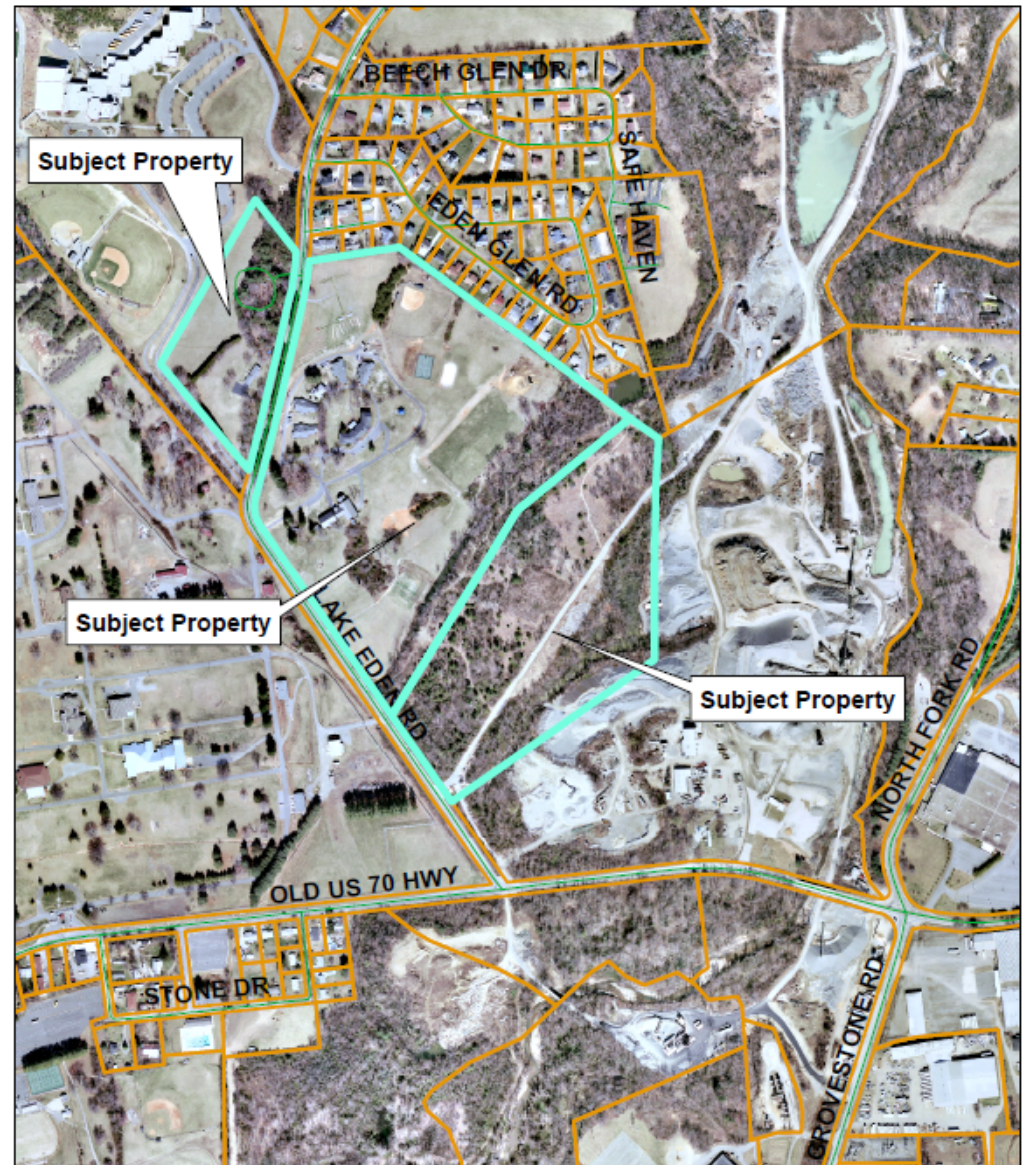 BEECH GLEN DR
Subject Property
SAFE HAVEN
EDEN GLEN RD
Subject Property
LAKE EDEN RD
Subject Property
NORTH FORK RD
OLD US 70 HWY
STONE DR
GROVESTONE RD